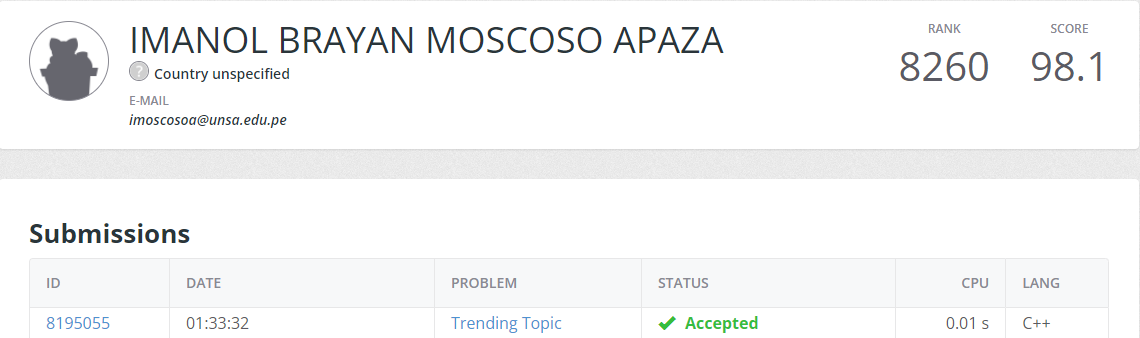 IMANOL BRAYAN MOSCOSO APAZA
RANK
SCORE
? Country unspecified
8260
98.1
E-MAIL
imoscosoa@unsa.edu.pe
Submissions
ID DATE PROBLEM STATUS CPU LANG
8195055 01:33:32 Trending Topic Accepted 0.01 s C++